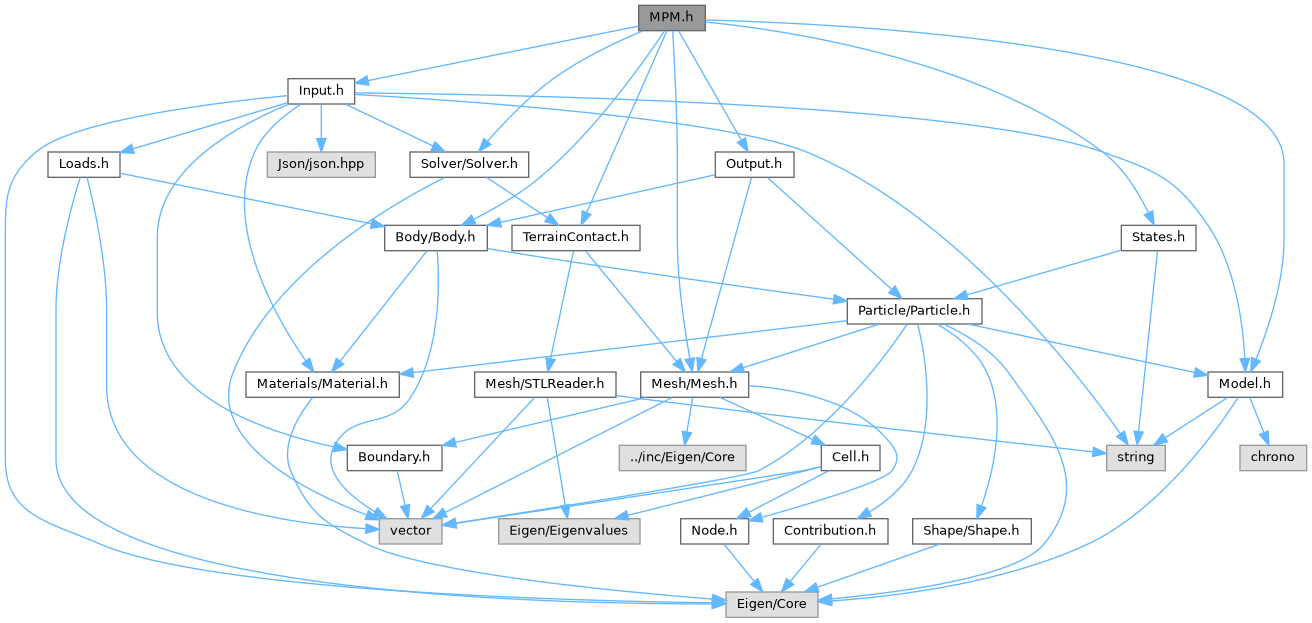 MPM.h
Input.h
Loads.h
Json/json.hpp
Solver/Solver.h
Output.h
Body/Body.h
TerrainContact.h
States.h
Particle/Particle.h
Materials/Material.h
Mesh/STLReader.h
Mesh/Mesh.h
Model.h
Boundary.h
../inc/Eigen/Core
Cell.h
string
chrono
vector
Eigen/Eigenvalues
Node.h
Contribution.h
Shape/Shape.h
Eigen/Core